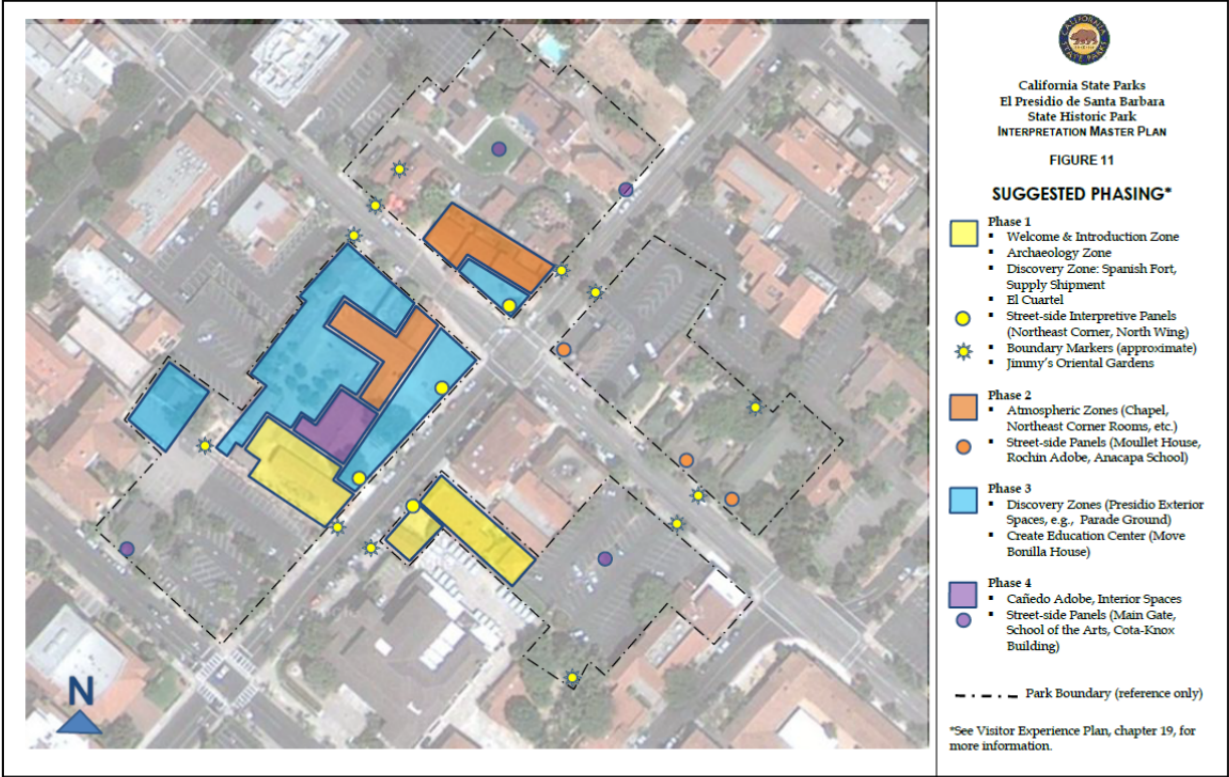 CALIFORNIA
STATE PARKS
California State Parks
El Presidio de Santa Barbara
State Historic Park
INTERPRETATION MASTER PLAN
FIGURE 11
SUGGESTED PHASING*
Phase 1
▪ Welcome & Introduction Zone
▪ Archaeology Zone
▪ Discovery Zone: Spanish Fort,
Supply Shipment
▪ El Cuartel
▪ Street-side Interpretive Panels
(Northeast Corner, North Wing)
▪ Boundary Markers (approximate)
▪ Jimmy's Oriental Gardens
Phase 2
▪ Atmospheric Zones (Chapel,
Northeast Corner Rooms, etc.)
▪ Street-side Panels (Moullet House,
Rochin Adobe, Anacapa School)
Phase 3
▪ Discovery Zones (Presidio Exterior
Spaces, e.g., Parade Ground)
▪ Create Education Center (Move
Bonilla House)
Phase 4
▪ Cañedo Adobe, Interior Spaces
▪ Street-side Panels (Main Gate,
School of the Arts, Cota-Knox
Building)
Park Boundary (reference only)
*See Visitor Experience Plan, chapter 19, for
more information.
N